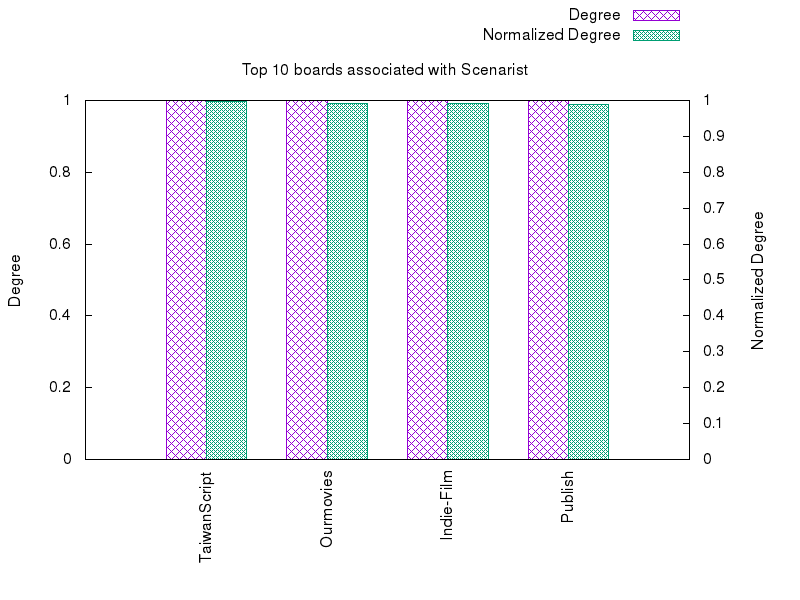 Degree
Normalized Degree
Top 10 boards associated with Scenarist
1
0.8
0.6
0.4
0.2
0
Degree
1
0.9
0.8
0.7
0.6
0.5
0.4
0.3
0.2
0.1
0
Normalized Degree
TaiwanScript
Ourmovies
Indie-Film
Publish